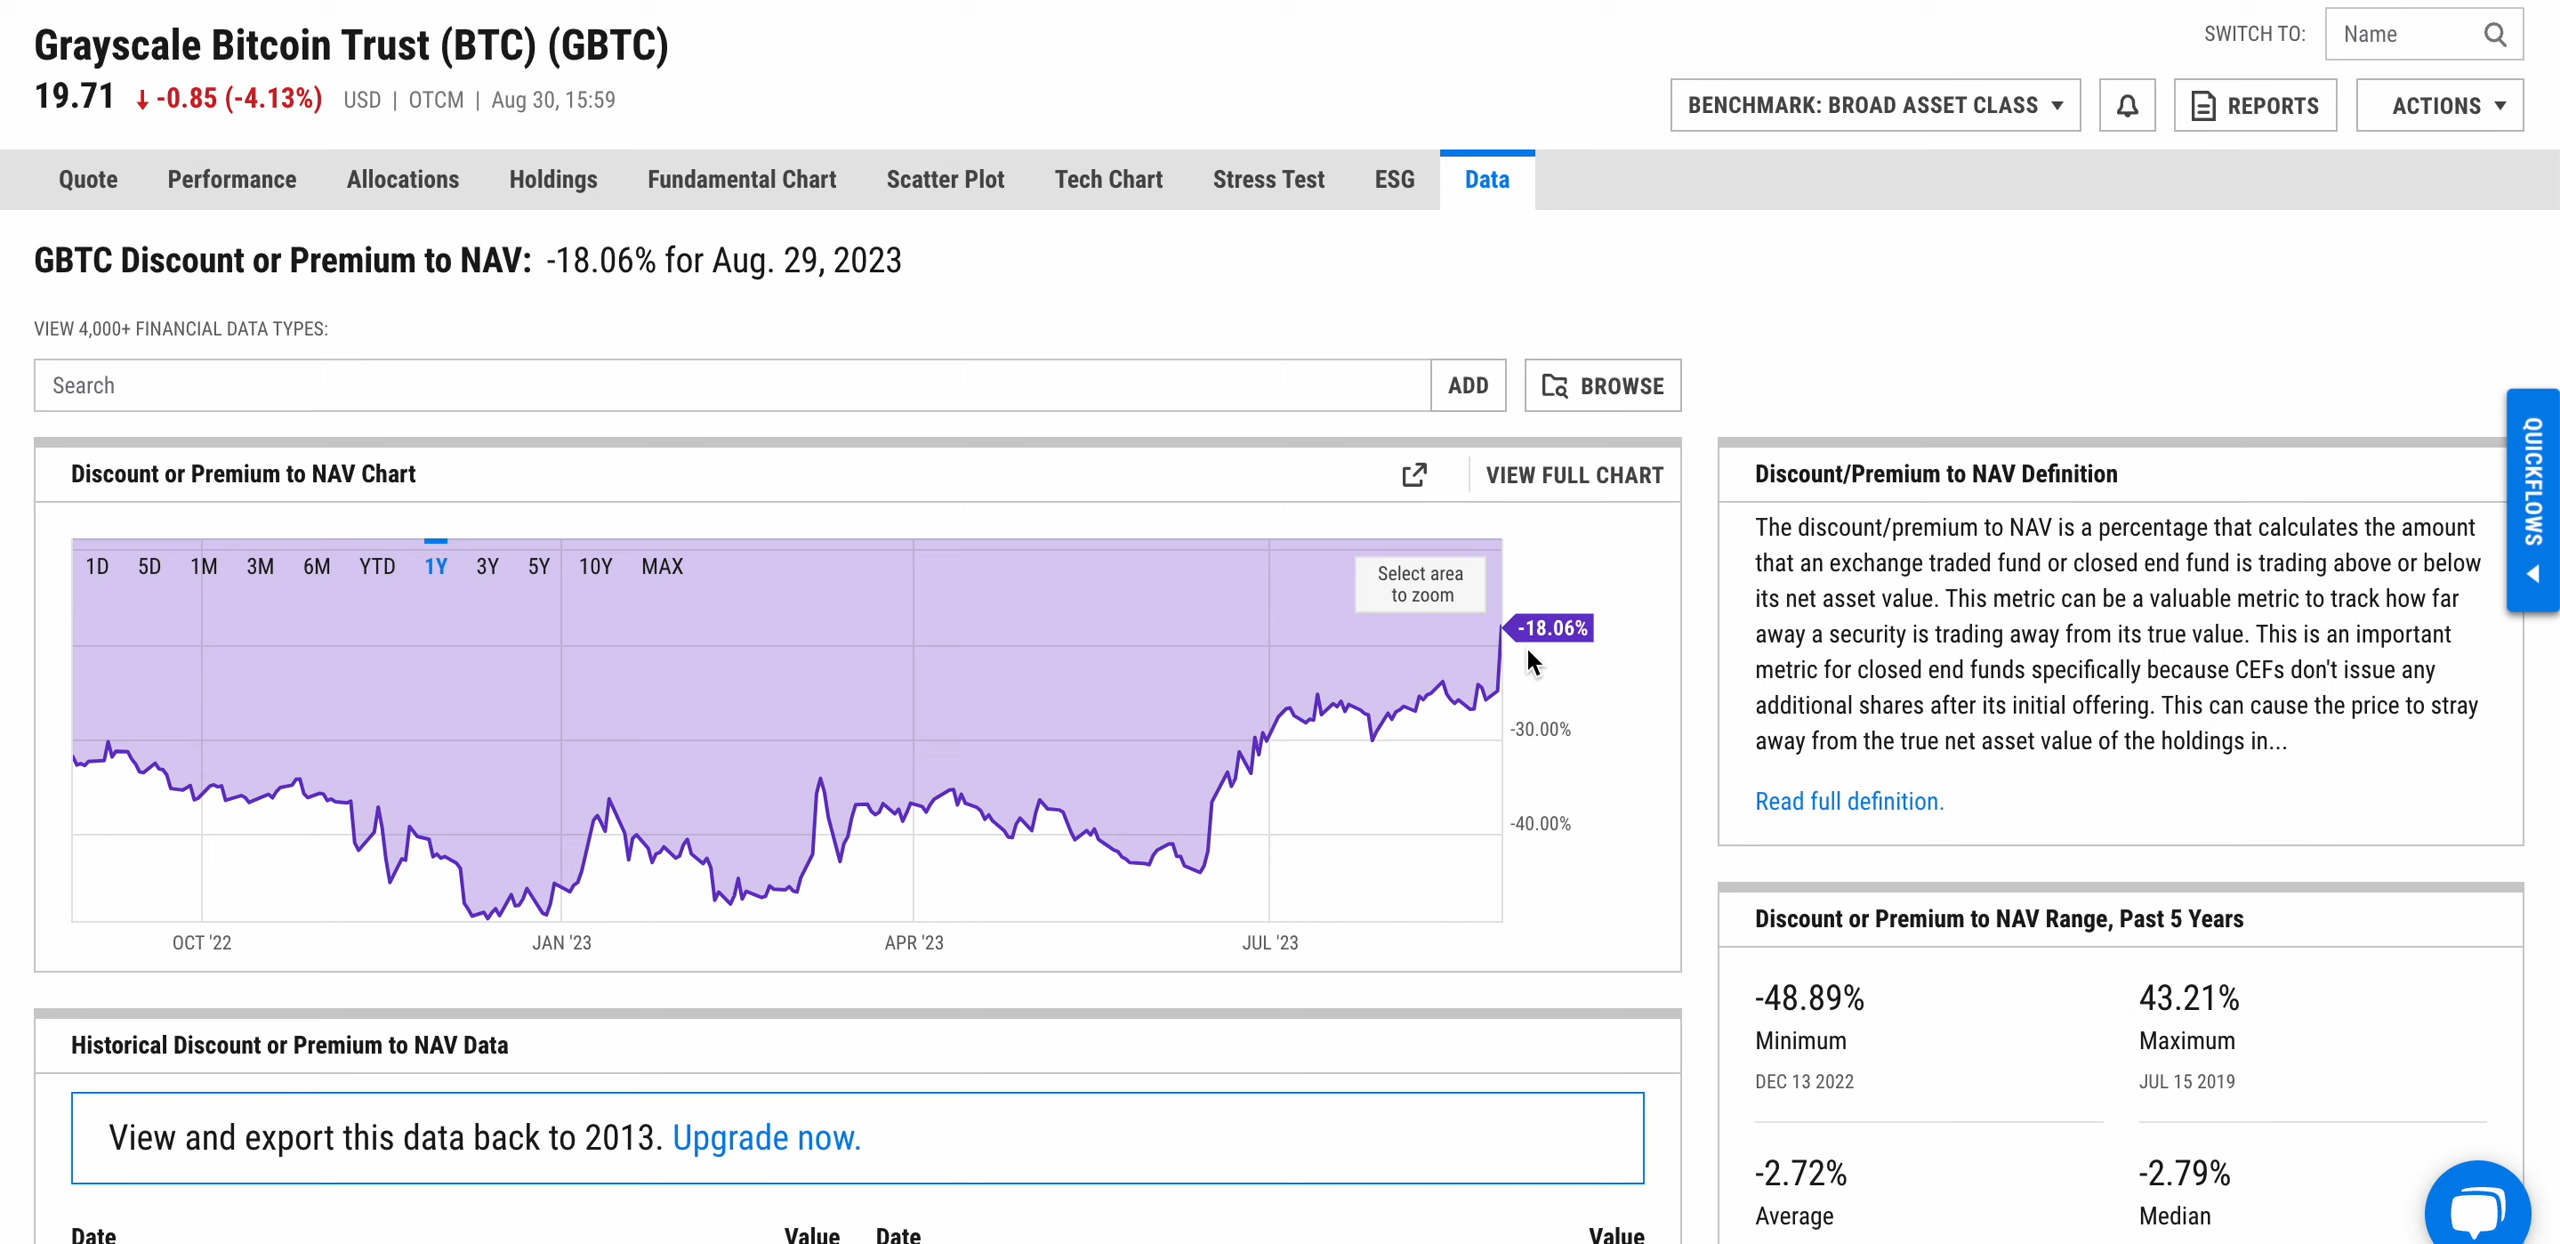 Grayscale Bitcoin Trust (BTC) (GBTC)
19.71 -0.85 (-4.13%) USD | OTCM | Aug 30, 15:59
SWITCH TO: Name
BENCHMARK: BROAD ASSET CLASS REPORTS ACTIONS
Quote Performance Allocations Holdings Fundamental Chart Scatter Plot Tech Chart Stress Test ESG Data
GBTC Discount or Premium to NAV: -18.06% for Aug. 29, 2023
VIEW 4,000+ FINANCIAL DATA TYPES:
Search ADD BROWSE
QUICKFLOWS
Discount or Premium to NAV Chart VIEW FULL CHART
1D 5D 1M 3M 6M YTD 1Y 3Y 5Y 10Y MAX
Select area
to zoom
-18.06%
-30.00%
-40.00%
OCT '22 JAN '23 APR '23 JUL '23
Discount/Premium to NAV Definition
The discount/premium to NAV is a percentage that calculates the amount
that an exchange traded fund or closed end fund is trading above or below
its net asset value. This metric can be a valuable metric to track how far
away a security is trading away from its true value. This is an important
metric for closed end funds specifically because CEFs don't issue any
additional shares after its initial offering. This can cause the price to stray
away from the true net asset value of the holdings in...
Read full definition.
Historical Discount or Premium to NAV Data
View and export this data back to 2013. Upgrade now.
Date Value Date Value
Discount or Premium to NAV Range, Past 5 Years
-48.89% 43.21%
Minimum Maximum
DEC 13 2022 JUL 15 2019
-2.72% -2.79%
Average Median